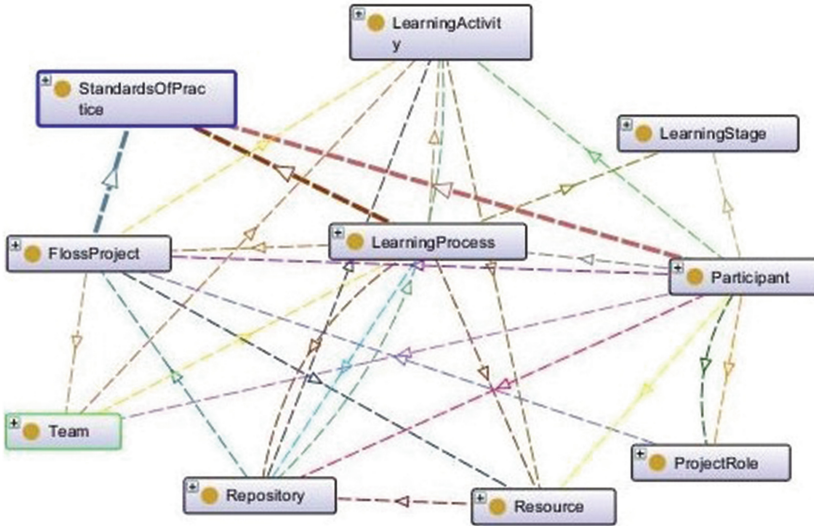 LearningActivit
y
StandardsOfPrac
tice
LearningStage
FlossProject
LearningProcess
Participant
Team
ProjectRole
Repository
Resource